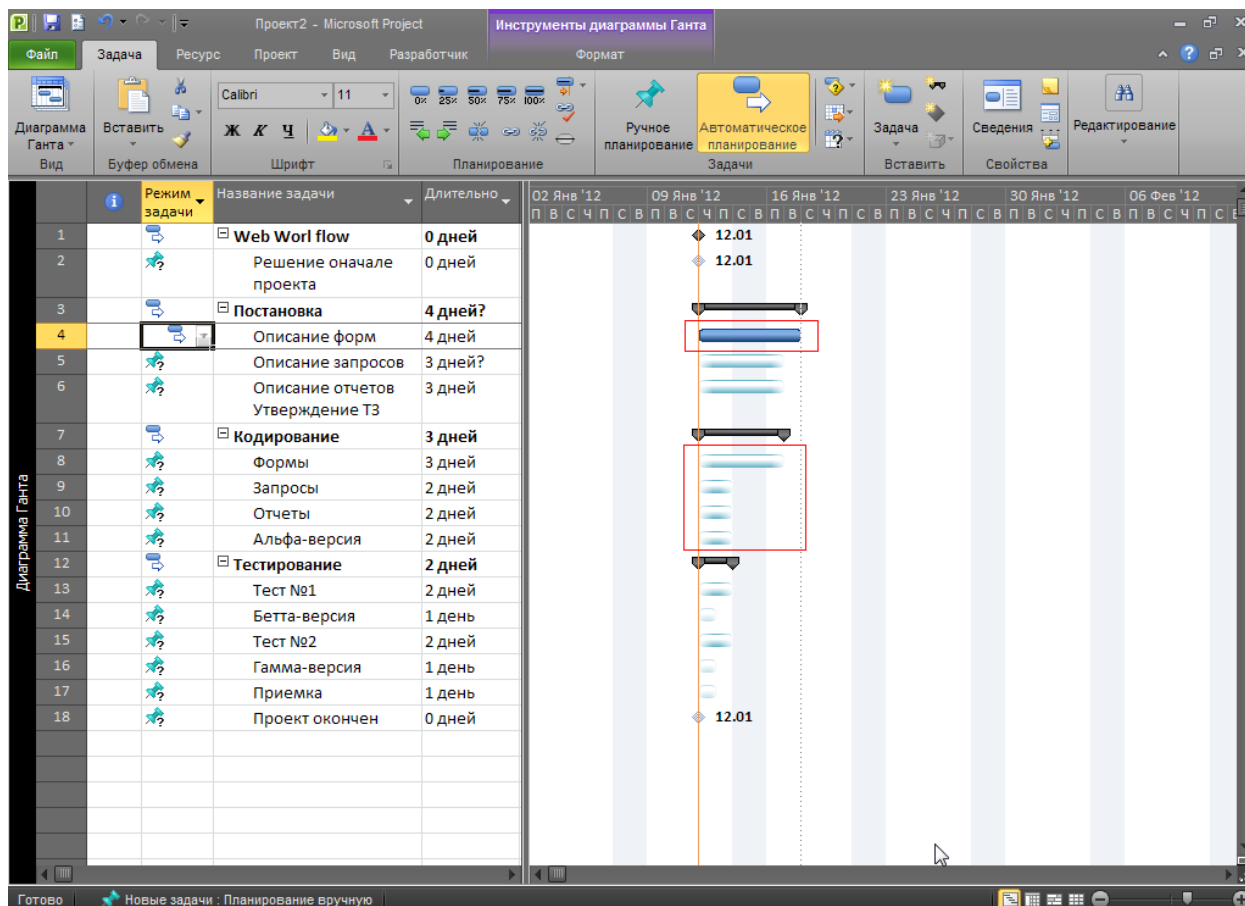 Проект2 - Microsoft Project
Инструменты диаграммы Ганта
Файл Задача Ресурс Проект Вид Разработчик Формат
Calibri 11
0% 25% 50% 75% 100%
Диаграмма Ганта
Вставить
Ж К Ч А
Ручное планирование
Автоматическое планирование
Задача
Сведения
Редактирование
Вид Буфер обмена Шрифт Планирование Задачи Вставить Свойства
Режим задачи Название задачи Длительно
02 Янв '12 09 Янв '12 16 Янв '12 23 Янв '12 30 Янв '12 06 Фев '12
П В С Ч П С В П В С Ч П С В П В С Ч П С В П В С Ч П С В П В С Ч П С В П В С Ч П С
1 Web Worl flow 0 дней 12.01
2 Решение оначале проекта 0 дней 12.01
3 Постановка 4 дней?
4 Описание форм 4 дней
5 Описание запросов 3 дней?
6 Описание отчетов Утверждение ТЗ 3 дней
7 Кодирование 3 дней
8 Формы 3 дней
9 Запросы 2 дней
10 Отчеты 2 дней
11 Альфа-версия 2 дней
12 Тестирование 2 дней
13 Тест №1 2 дней
14 Бетта-версия 1 день
15 Тест №2 2 дней
16 Гамма-версия 1 день
17 Приемка 1 день
18 Проект окончен 0 дней 12.01
Диаграмма Ганта
Готово Новые задачи : Планирование вручную